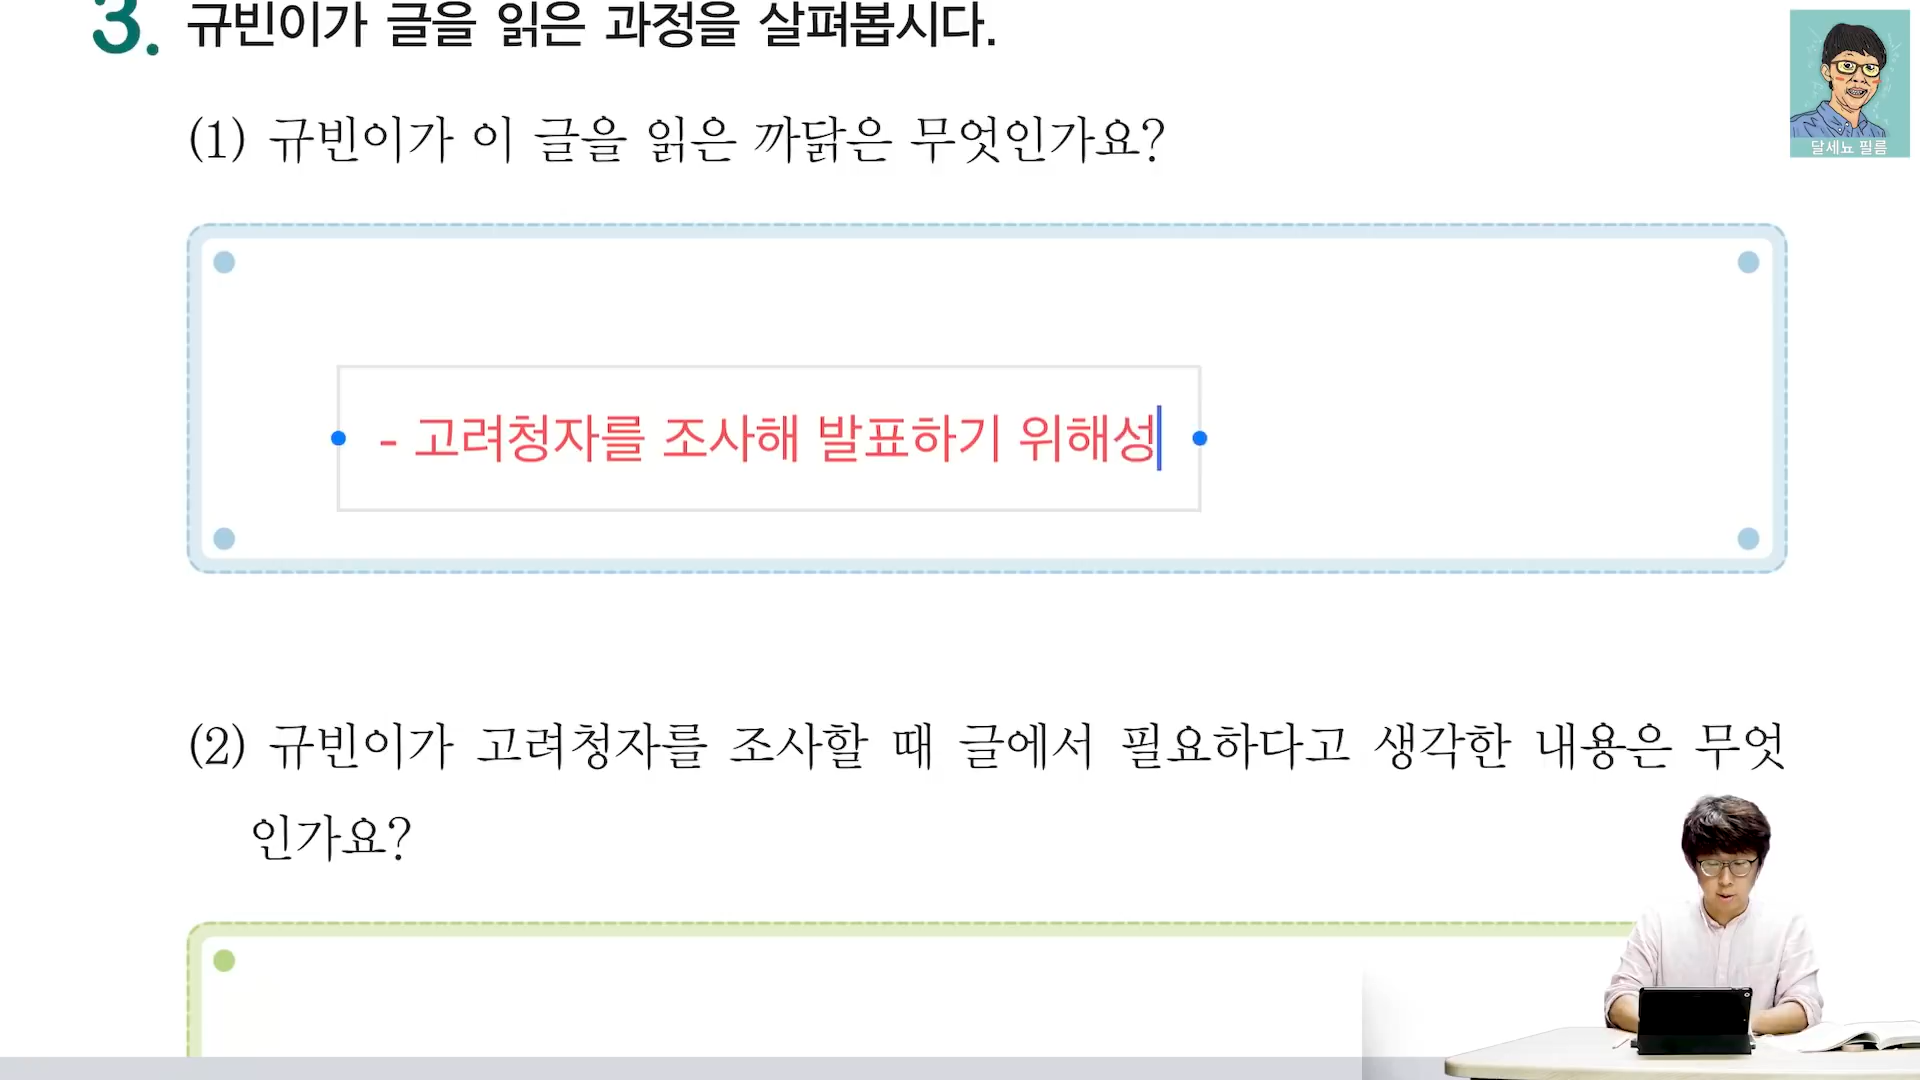 3. 규빈이가 글을 읽은 과정을 살펴봅시다.
달세뇨 필름
(1) 규빈이가 이 글을 읽은 까닭은 무엇인가요?
- 고려청자를 조사해 발표하기 위해성
(2) 규빈이가 고려청자를 조사할 때 글에서 필요하다고 생각한 내용은 무엇
인가요?